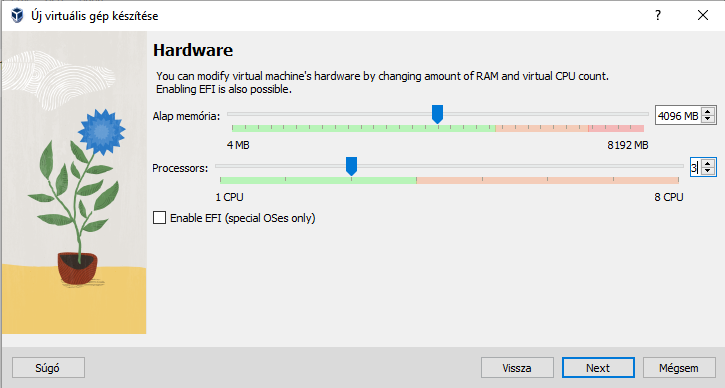 Új virtuális gép készítése
Hardware
You can modify virtual machine's hardware by changing amount of RAM and virtual CPU count.
Enabling EFI is also possible.
Alap memória: 4096 MB
4 MB 8192 MB
Processors: 3
1 CPU 8 CPU
Enable EFI (special OSes only)
Súgó Vissza Next Mégsem